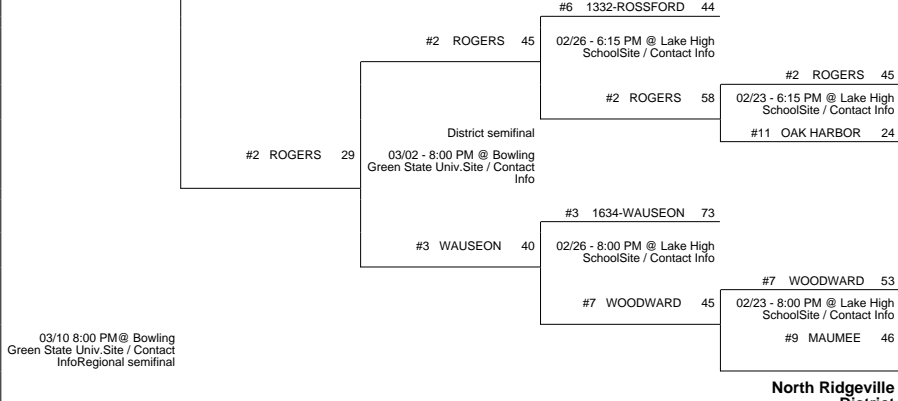 #6 1332-ROSSFORD 44
#2 ROGERS 45
02/26 - 6:15 PM @ Lake High
SchoolSite / Contact Info
#2 ROGERS 45
#2 ROGERS 58
02/23 - 6:15 PM @ Lake High
SchoolSite / Contact Info
District semifinal
#11 OAK HARBOR 24
#2 ROGERS 29
03/02 - 8:00 PM @ Bowling
Green State Univ.Site / Contact
Info
#3 1634-WAUSEON 73
#3 WAUSEON 40
02/26 - 8:00 PM @ Lake High
SchoolSite / Contact Info
#7 WOODWARD 53
#7 WOODWARD 45
02/23 - 8:00 PM @ Lake High
SchoolSite / Contact Info
#9 MAUMEE 46
03/10 8:00 PM@ Bowling
Green State Univ.Site / Contact
InfoRegional semifinal
North Ridgeville
District